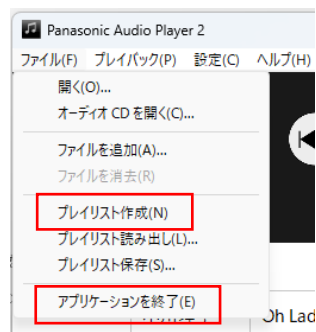 Panasonic Audio Player 2
ファイル(F) プレイバック(P) 設定(C) ヘルプ(H)
開く(O)...
オーディオ CD を開く(C)...
ファイルを追加(A)...
ファイルを消去(R)
プレイリスト作成(N)
プレイリスト読み出し(L)...
プレイリスト保存(S)...
アプリケーションを終了(E)
Oh Lad